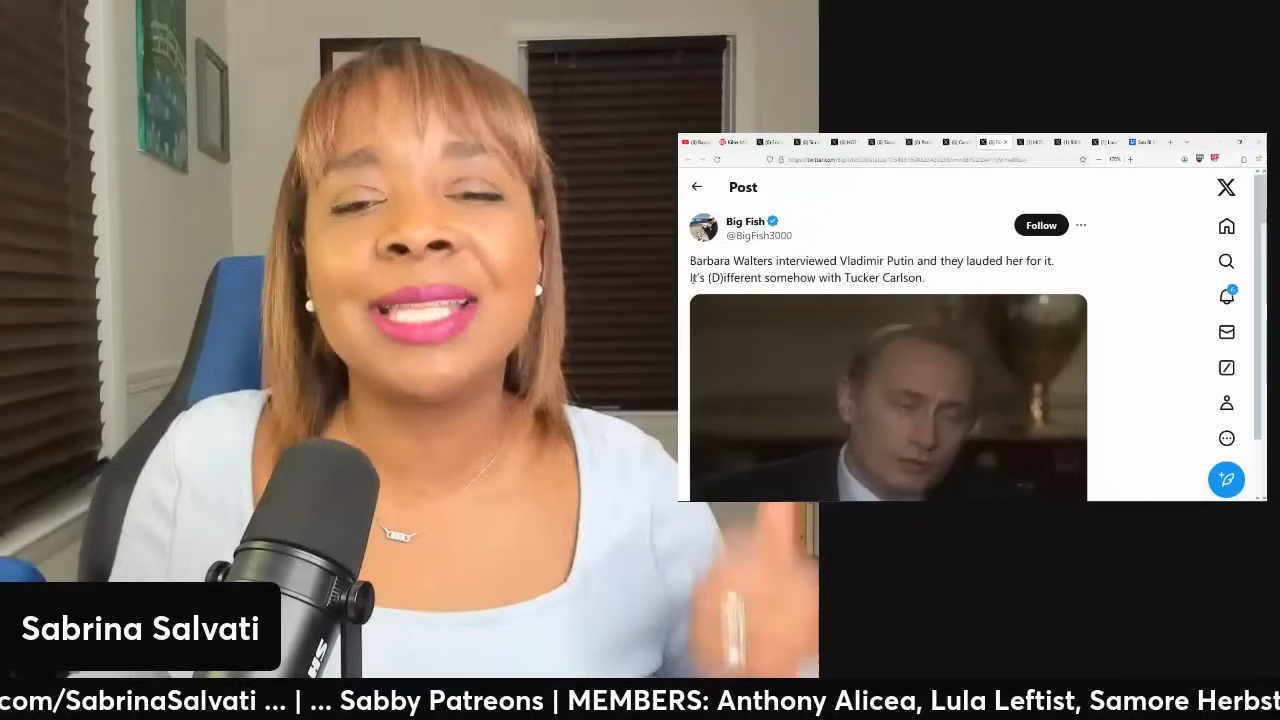 Post
Big Fish
@BigFish3000
Follow
Barbara Walters interviewed Vladimir Putin and they lauded her for it.
It's (D)ifferent somehow with Tucker Carlson.
Sabrina Salvati
com/SabrinaSalvati ... | ... Sabby Patreons | MEMBERS: Anthony Alicea, Lula Leftist, Samore Herbst